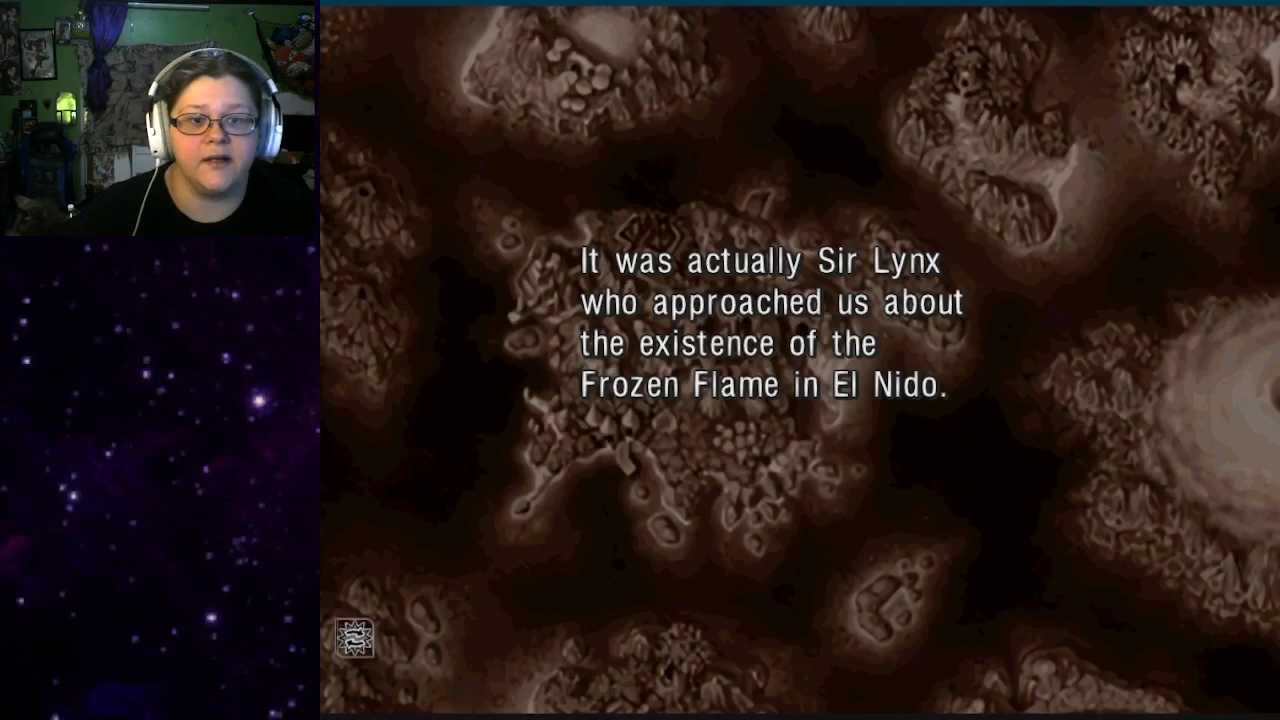 It was actually Sir Lynx
who approached us about
the existence of the
Frozen Flame in El Nido.